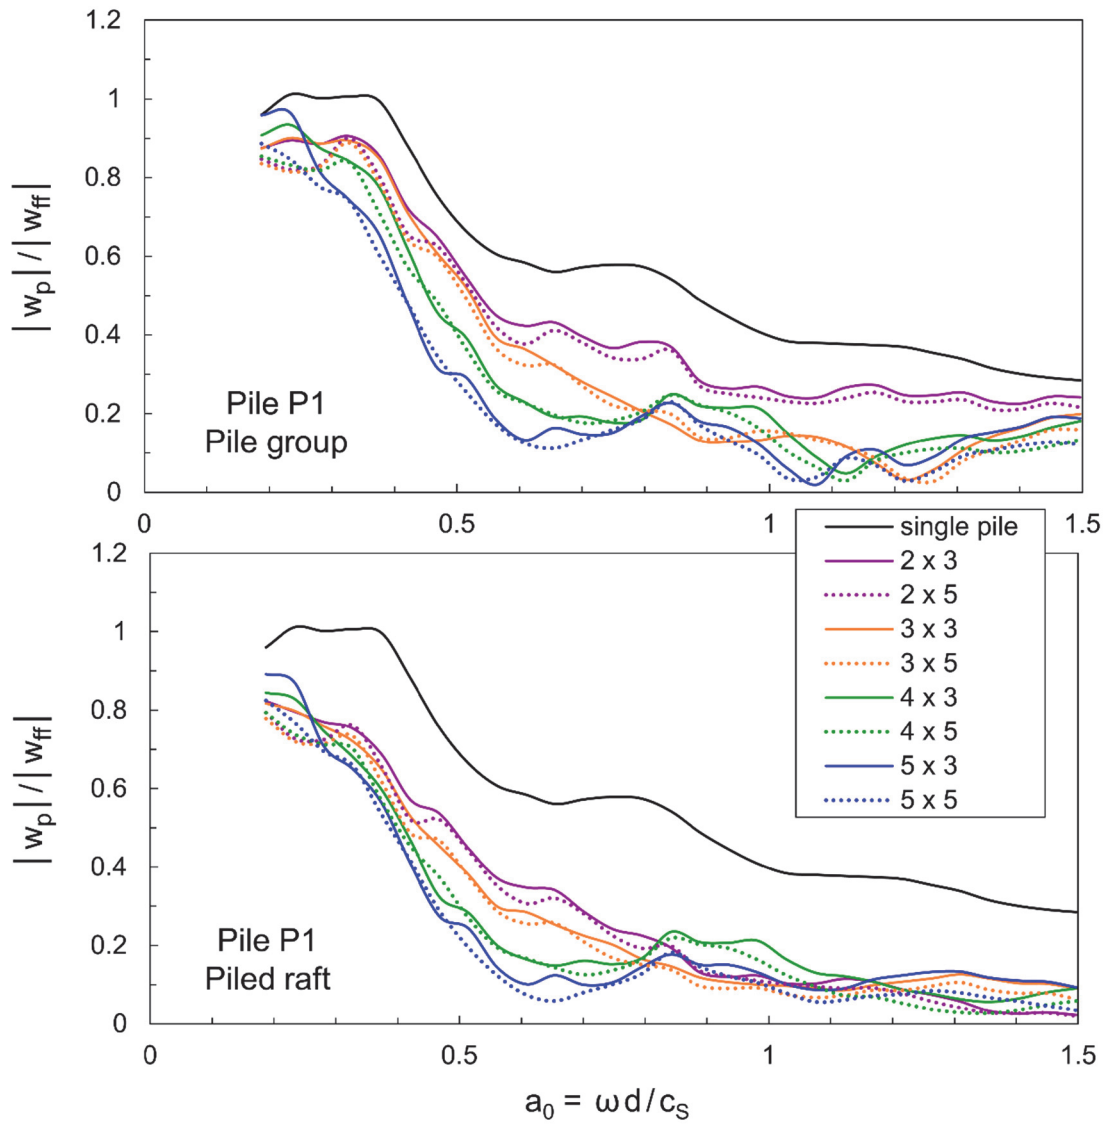 1.2
1
0.8
0.6
0.4
0.2
0
|wp| / |wff|
Pile P1
Pile group
0
0.5
1
1.5
single pile
2 x 3
2 x 5
3 x 3
3 x 5
4 x 3
4 x 5
5 x 3
5 x 5
1.2
1
0.8
0.6
0.4
0.2
0
|wp| / |wff|
Pile P1
Piled raft
0
0.5
1
1.5
a0 = ω d / cS